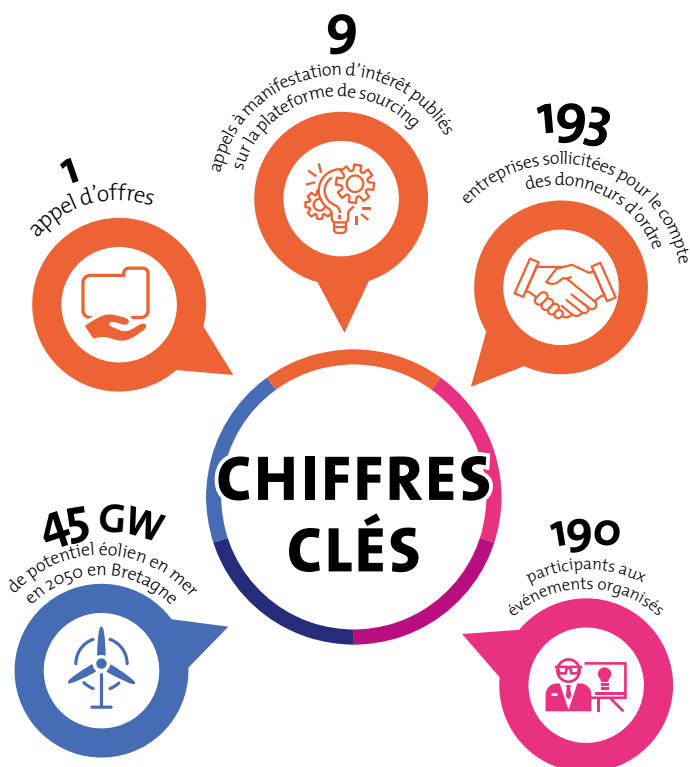 9
appels à manifestation d'intérêt publiés
sur la plateforme de sourcing
193
entreprises sollicitées pour le compte
des donneurs d'ordre
1
appel d'offres
CHIFFRES
CLÉS
45 GW
de potentiel éolien en mer
en 2050 en Bretagne
190
participants aux
événements organisés